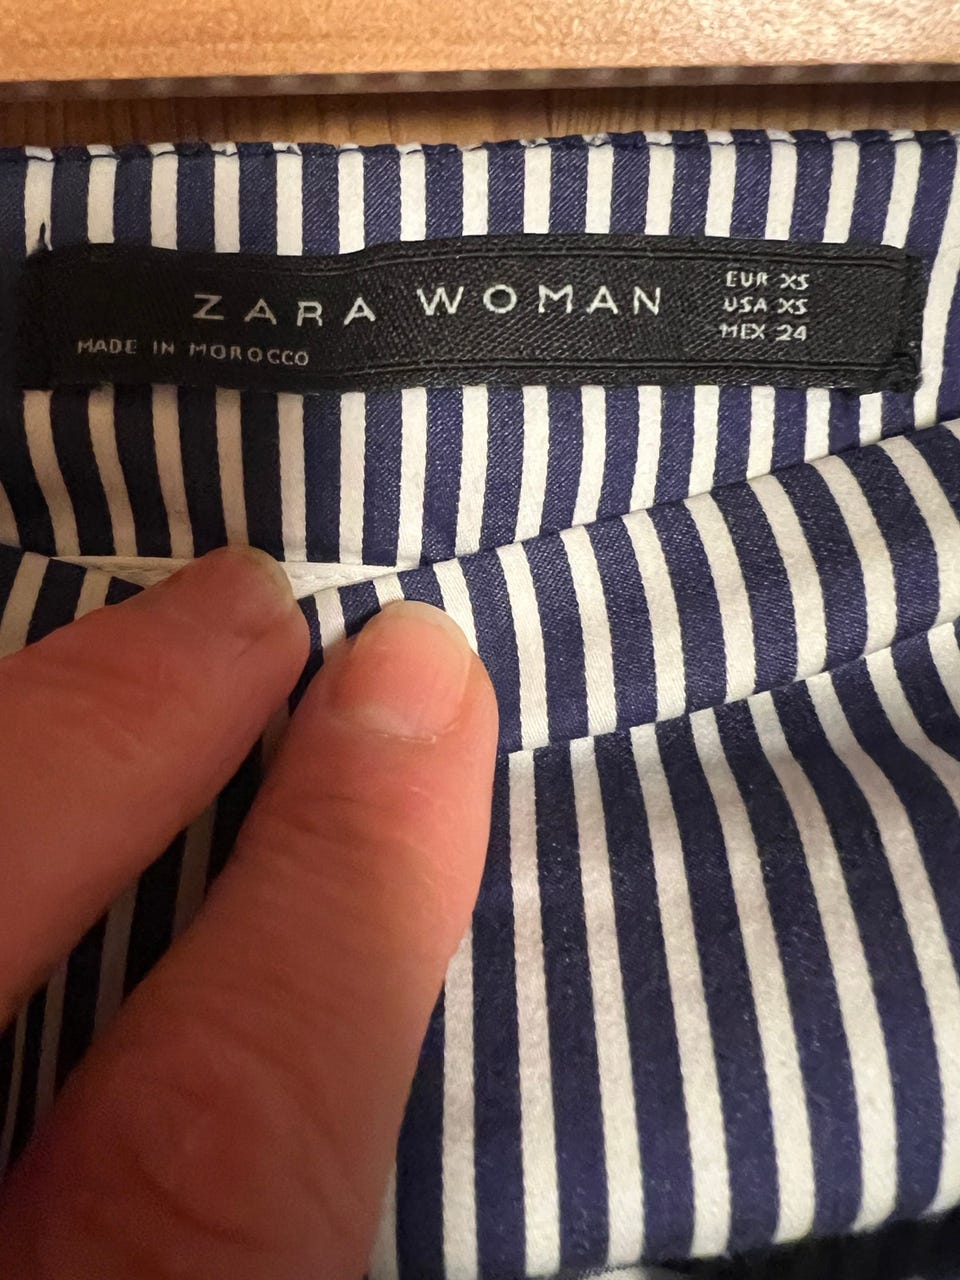 ZARA WOMAN
MADE IN MOROCCO
EUR XS
USA XS
MEX 24